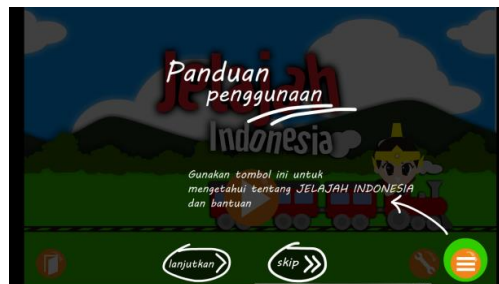 Jelajah
Panduan
penggunaan
Indonesia
Gunakan tombol ini untuk
mengetahui tentang JELAJAH INDONESIA
dan bantuan
lanjutkan
skip